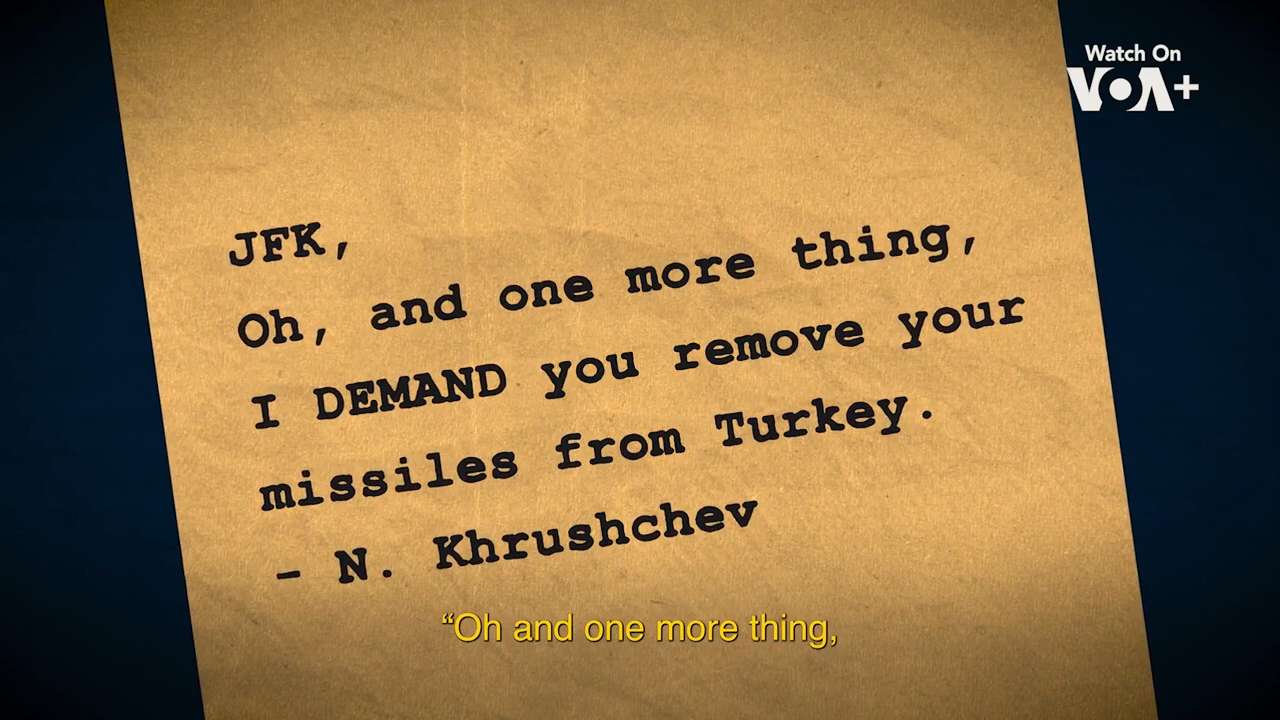 Watch On
VOA+
JFK,
Oh, and one more thing,
I DEMAND you remove your
missiles from Turkey.
- N. Khrushchev
“Oh and one more thing,